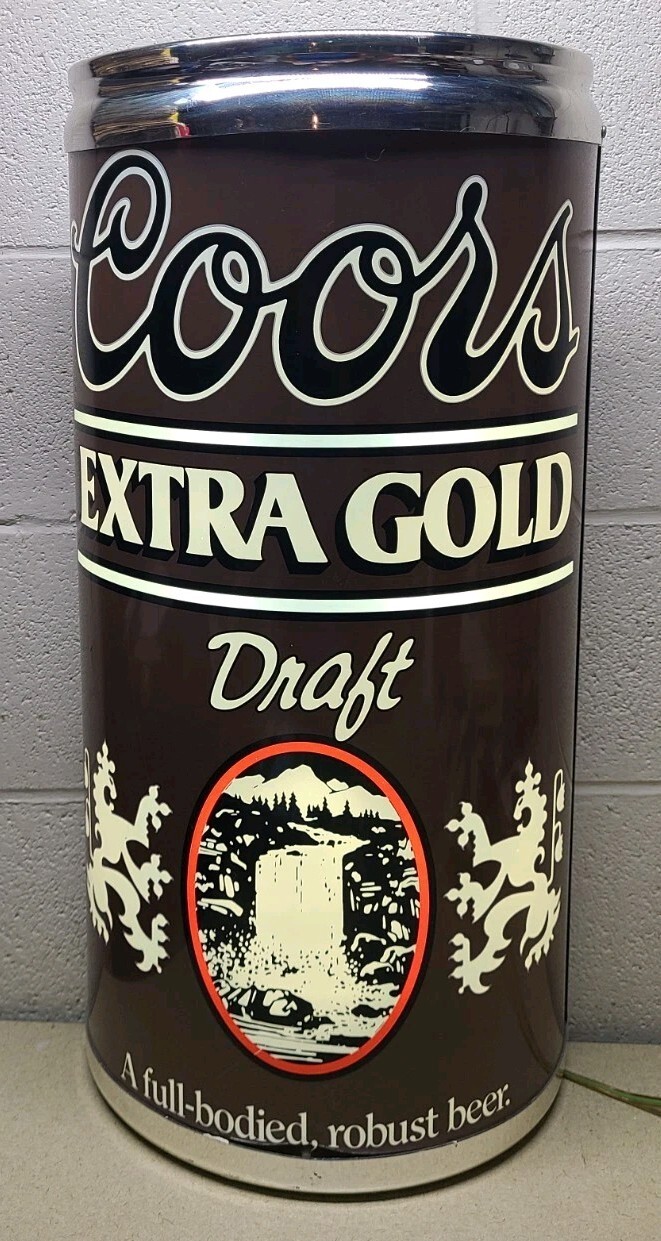 Coors
EXTRA GOLD
Draft
A full-bodied, robust beer.